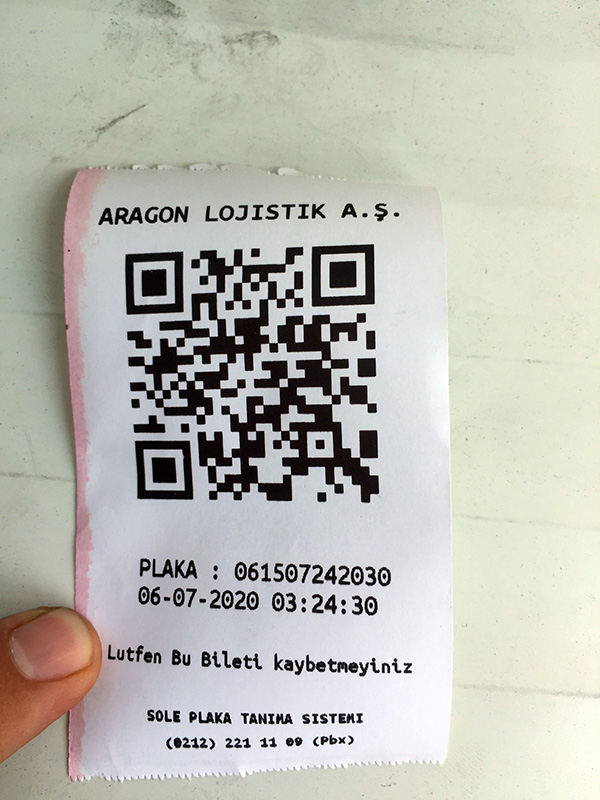 ARAGON LOJISTIK A.Ş.
PLAKA : 061507242030
06-07-2020 03:24:30
Lutfen Bu Bileti kaybetmeyiniz
SOLE PLAKA TANIMA SISTEMI
(0212) 221 11 09 (Pbx)